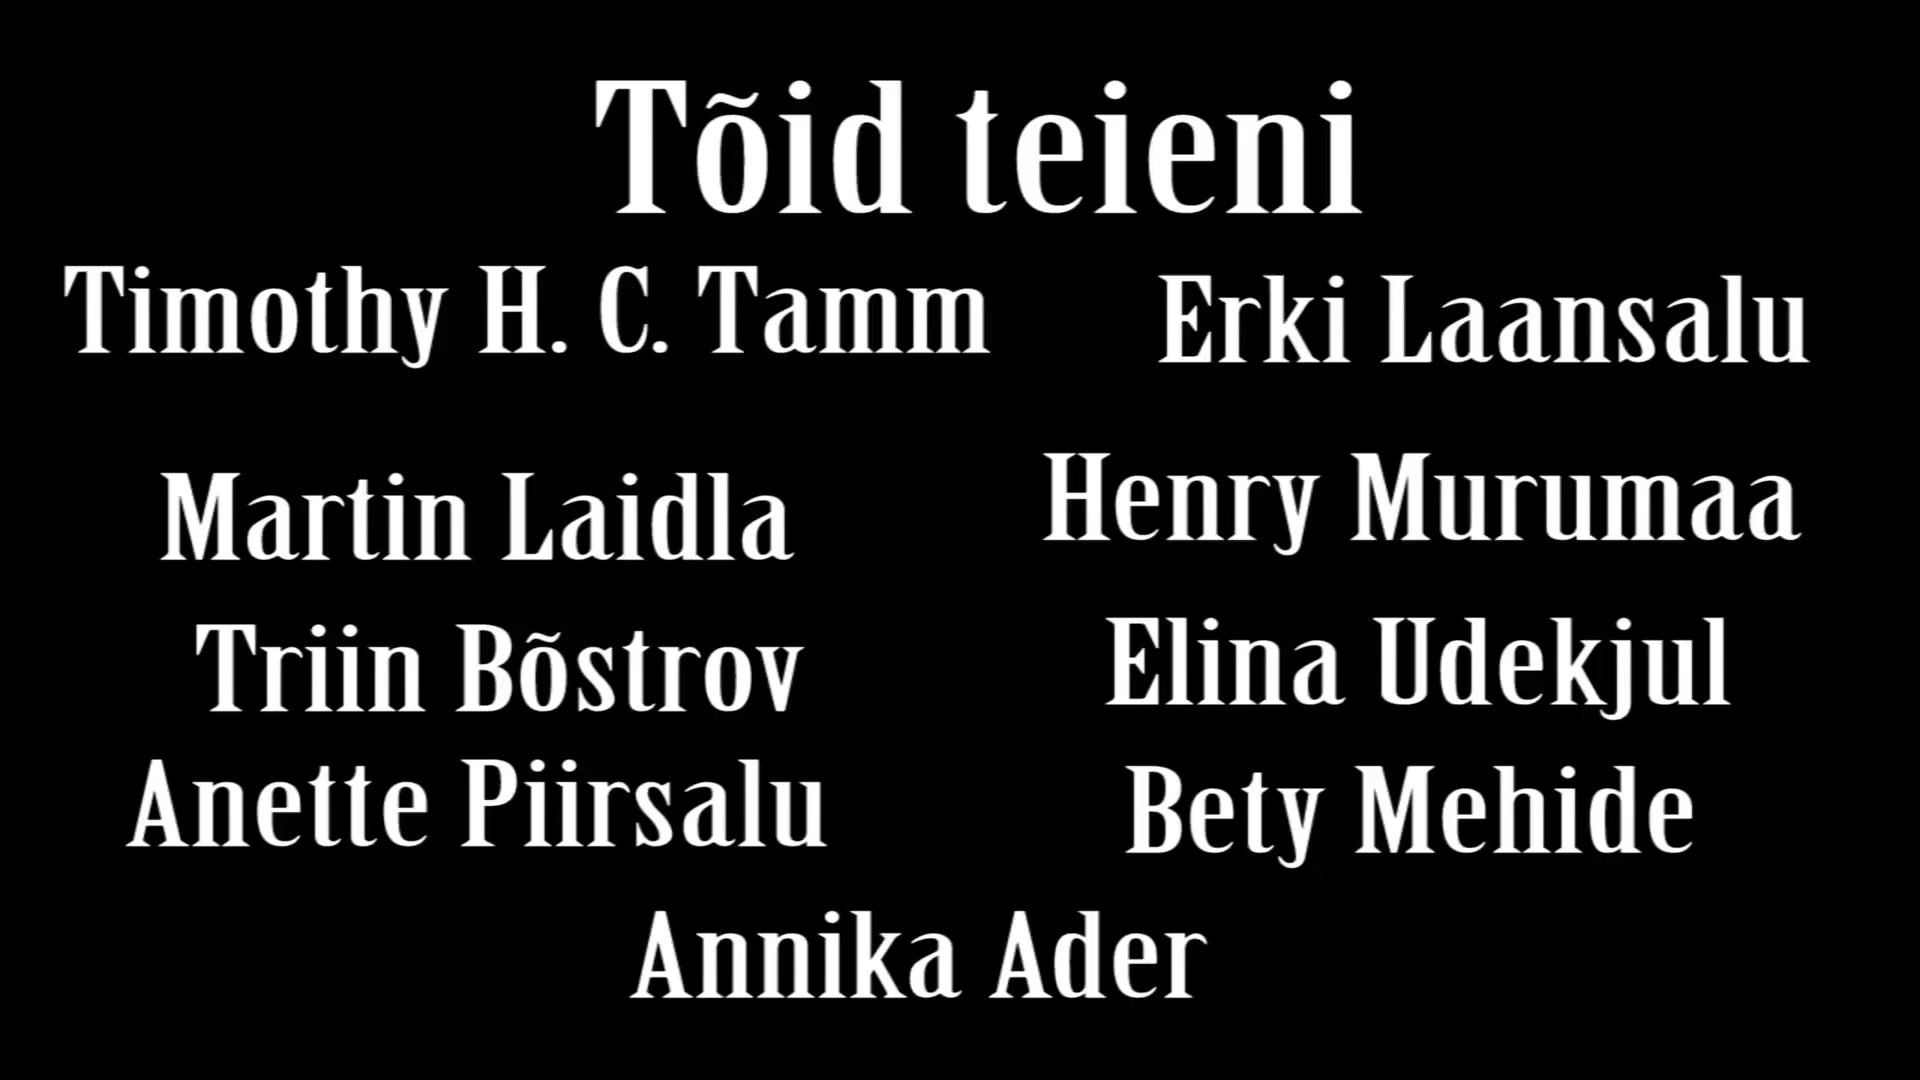 Tõid teieni
Timothy H. C. Tamm
Erki Laansalu
Martin Laidla
Henry Murumaa
Triin Bõstrov
Elina Udekjul
Anette Piirsalu
Bety Mehide
Annika Ader